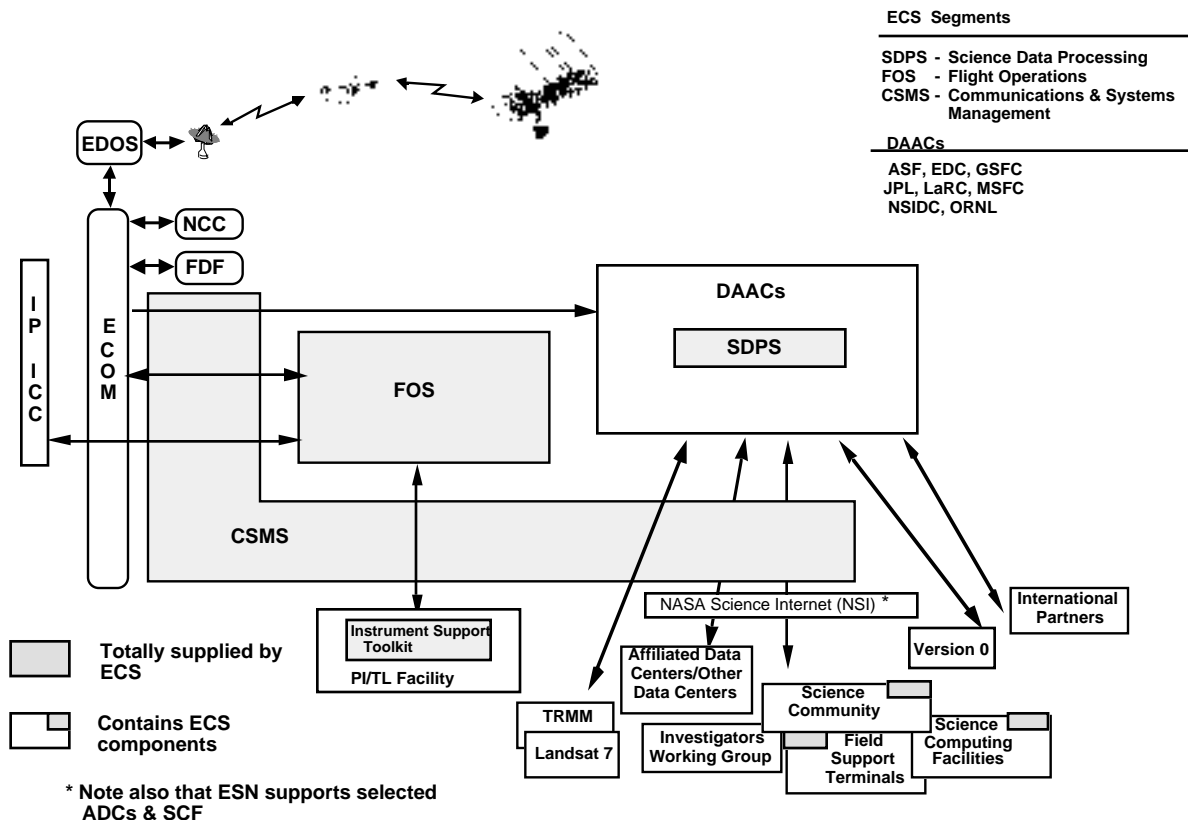 ECS Segments
SDPS - Science Data Processing
FOS - Flight Operations
CSMS - Communications & Systems
Management
DAACs
ASF, EDC, GSFC
JPL, LaRC, MSFC
NSIDC, ORNL
EDOS
NCC
FDF
IP ICC
ECOM
DAACs
SDPS
FOS
CSMS
NASA Science Internet (NSI) *
International
Partners
Version 0
Instrument Support
Toolkit
PI/TL Facility
Affiliated Data
Centers/Other
Data Centers
TRMM
Landsat 7
Science
Community
Investigators
Working Group
Field
Support
Terminals
Science
Computing
Facilities
Totally supplied by
ECS
Contains ECS
components
* Note also that ESN supports selected
ADCs & SCF